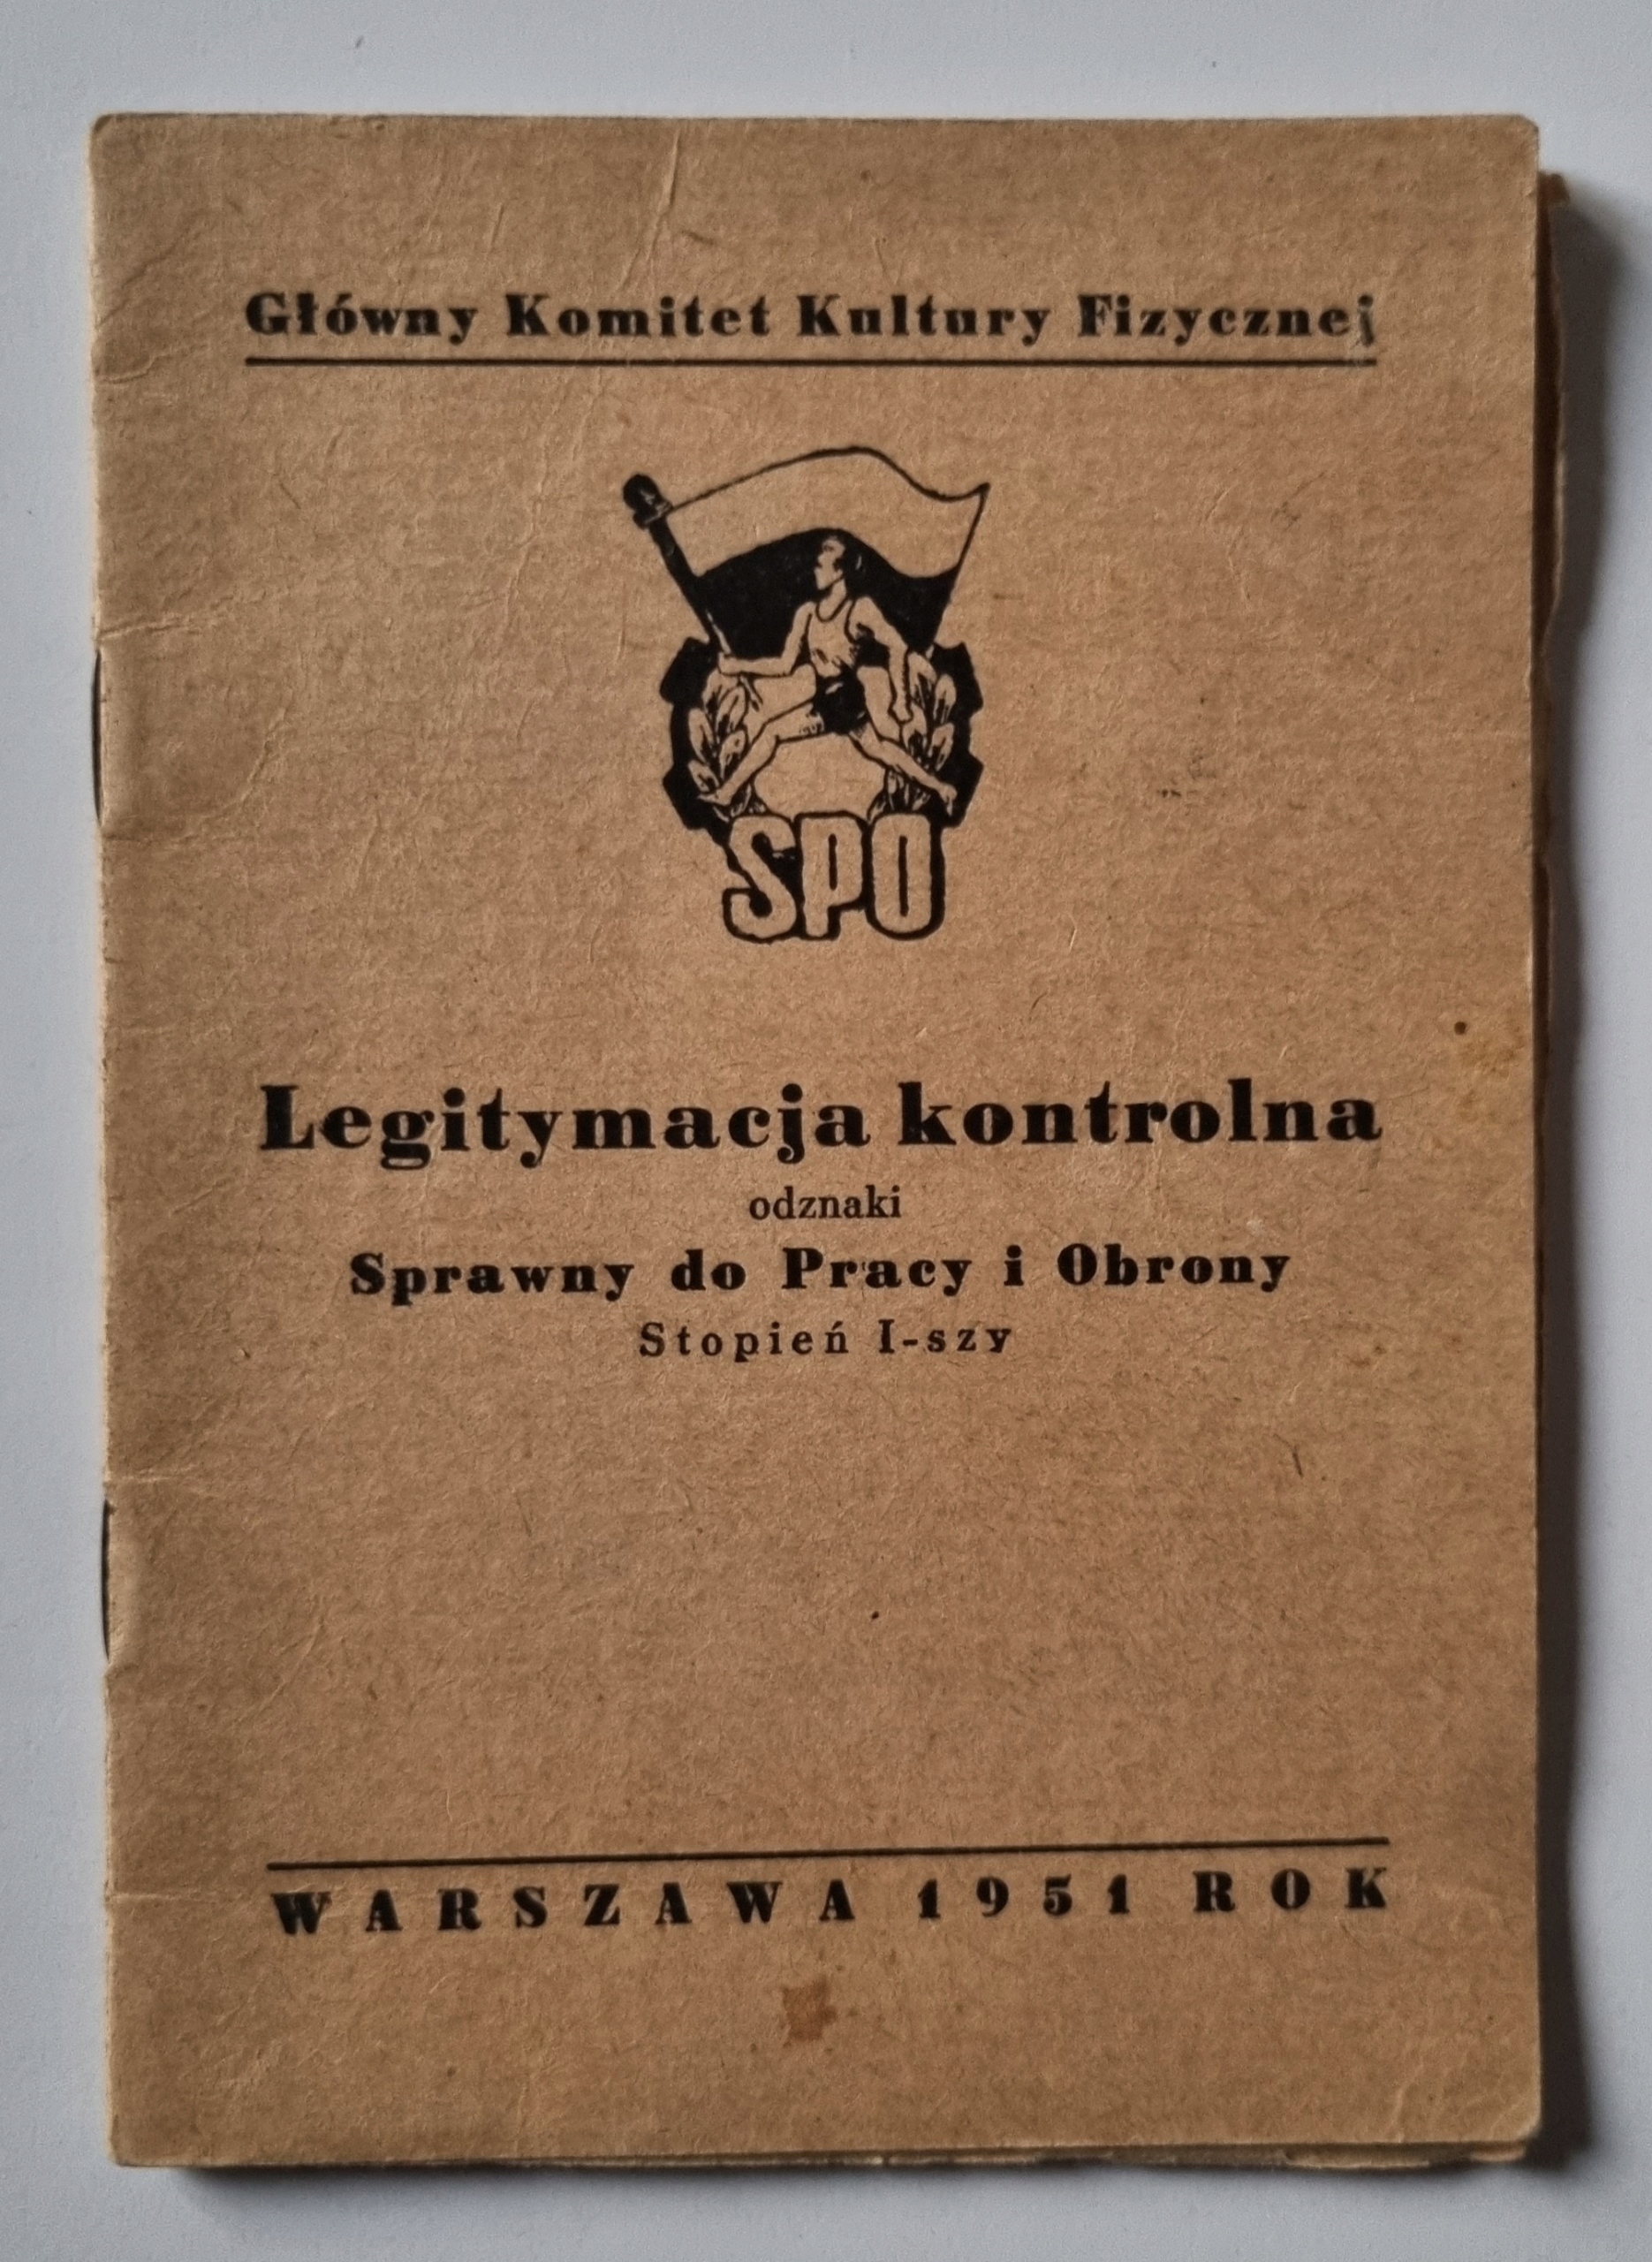 Główny Komitet Kultury Fizycznej
SPO
Legitymacja kontrolna
odznaki
Sprawny do Pracy i Obrony
Stopień I-szy
WARSZAWA 1951 ROK